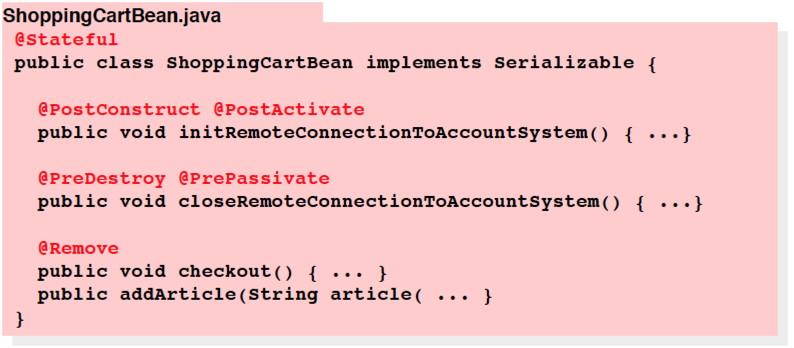 ShoppingCartBean.java
@Stateful
public class ShoppingCartBean implements Serializable {
@PostConstruct @PostActivate
public void initRemoteConnectionToAccountSystem() { ...}
@PreDestroy @PrePassivate
public void closeRemoteConnectionToAccountSystem() { ...}
@Remove
public void checkout() { ... }
public addArticle(String article( ... }
}